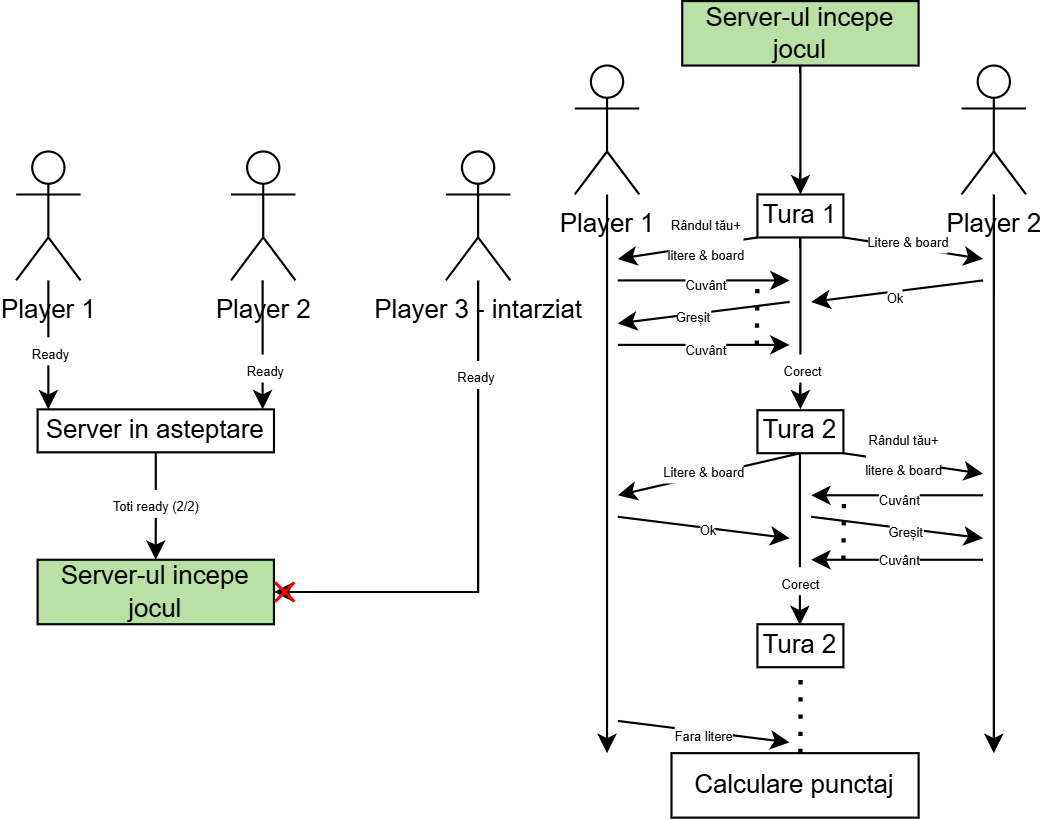 Player 1
Player 2
Player 3 - intarziat
Ready
Ready
Ready
Server in asteptare
Toti ready (2/2)
Server-ul incepe
jocul
Server-ul incepe
jocul
Player 1
Player 2
Tura 1
Rândul tău+
litere & board
Litere & board
Cuvânt
Ok
Greșit
Cuvânt
Corect
Tura 2
Litere & board
Rândul tău+
litere & board
Cuvânt
Ok
Greșit
Cuvânt
Corect
Tura 2
Fara litere
Calculare punctaj